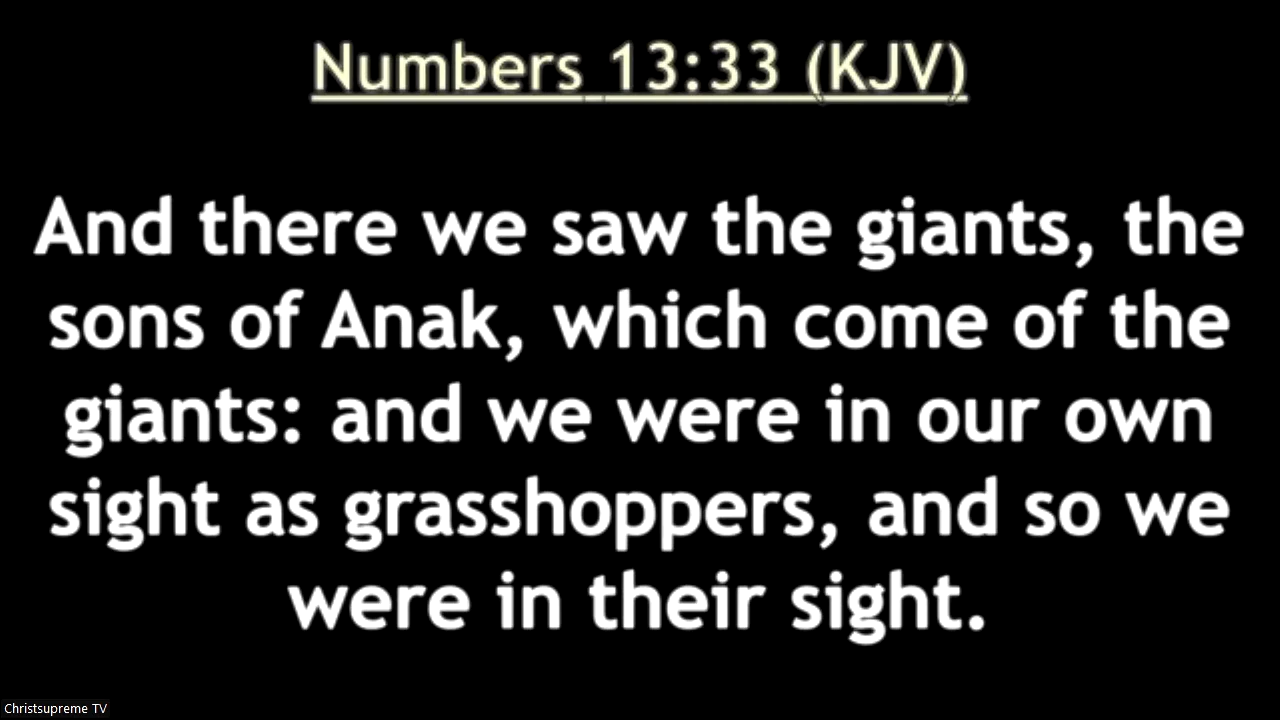 Numbers 13:33 (KJV)
And there we saw the giants, the
sons of Anak, which come of the
giants: and we were in our own
sight as grasshoppers, and so we
were in their sight.
Christsupreme TV